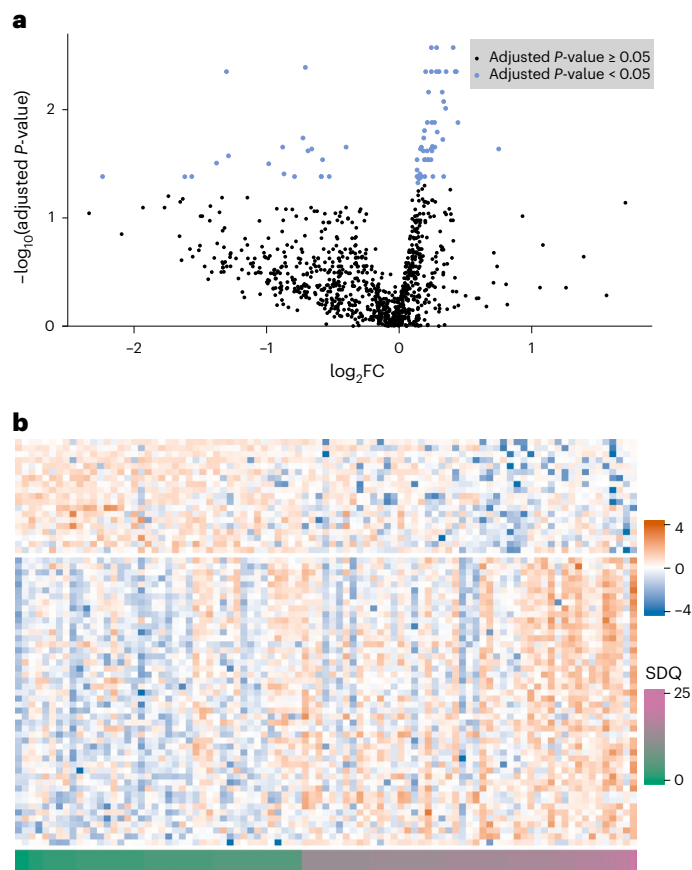 a
−log10(adjusted P-value)
2
1
0
Adjusted P-value ≥ 0.05
Adjusted P-value < 0.05
−2 −1 0 1
log2FC
b
4
0
−4
SDQ
25
0